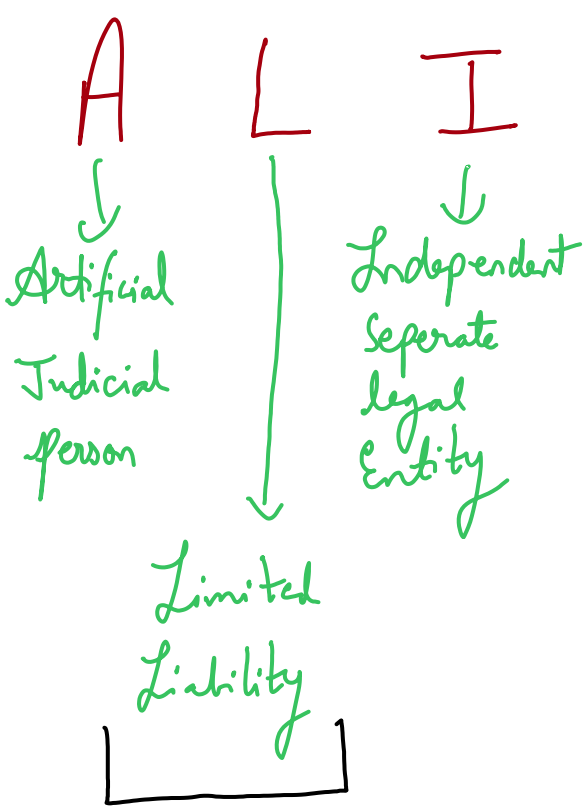 A L I
Artificial
Judicial
person
Independent
Seperate
legal
Entity
Limited
Liability